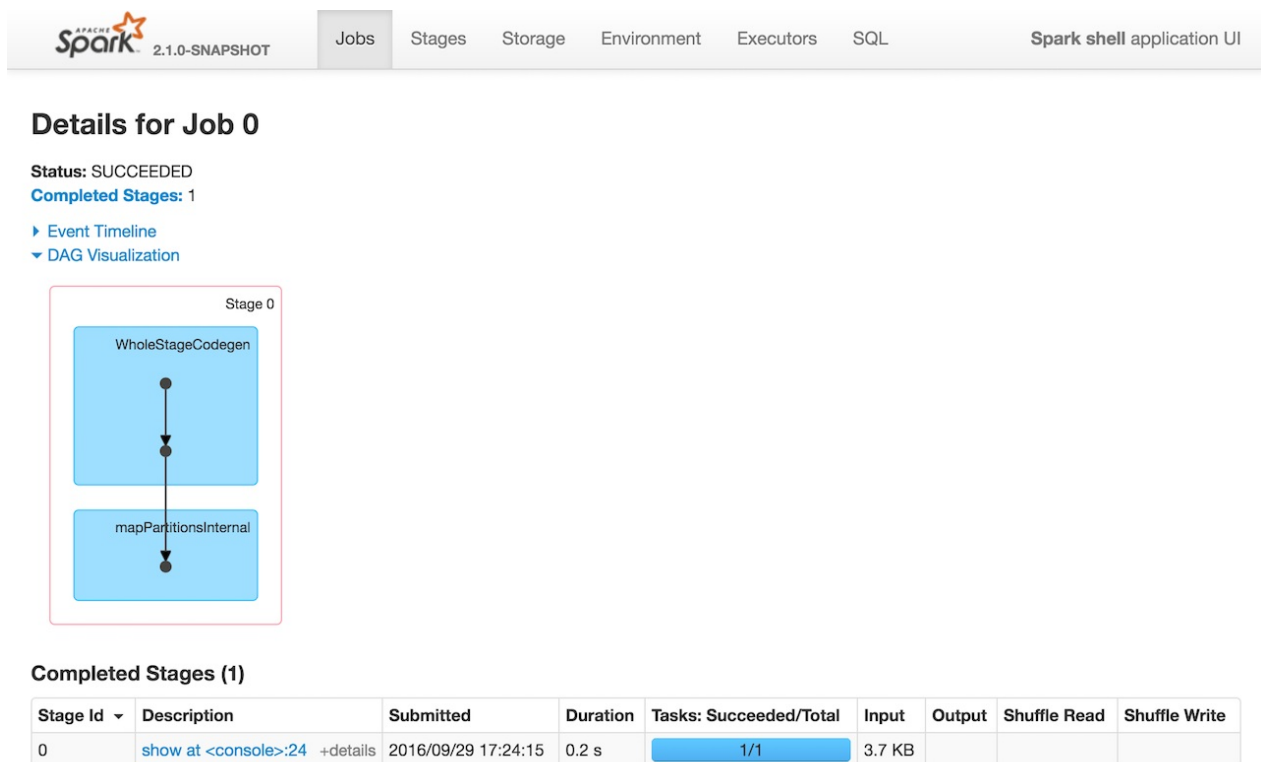 APACHE Spark 2.1.0-SNAPSHOT Jobs Stages Storage Environment Executors SQL Spark shell application UI
Details for Job 0
Status: SUCCEEDED
Completed Stages: 1
Event Timeline
DAG Visualization
Stage 0
WholeStageCodegen
mapPartitionsInternal
Completed Stages (1)
Stage Id Description Submitted Duration Tasks: Succeeded/Total Input Output Shuffle Read Shuffle Write
0 show at <console>:24 +details 2016/09/29 17:24:15 0.2 s 1/1 3.7 KB